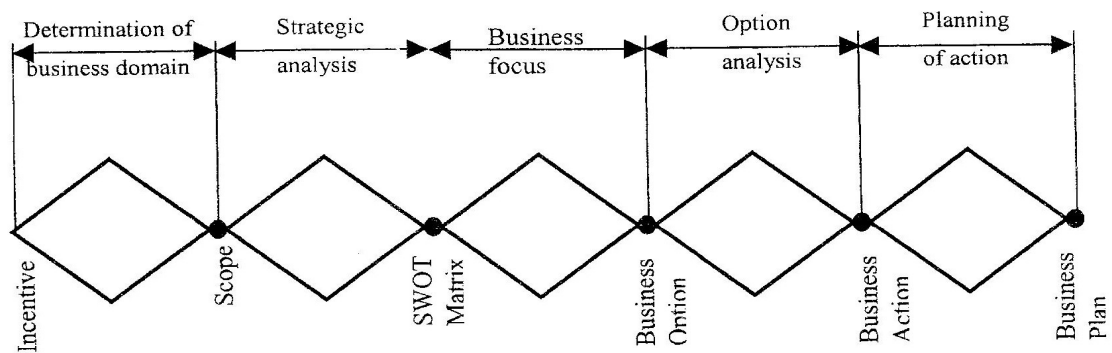 Determination of
business domain
Strategic
analysis
Business
focus
Option
analysis
Planning
of action
Incentive
Scope
SWOT
Matrix
Business
Option
Business
Action
Business
Plan